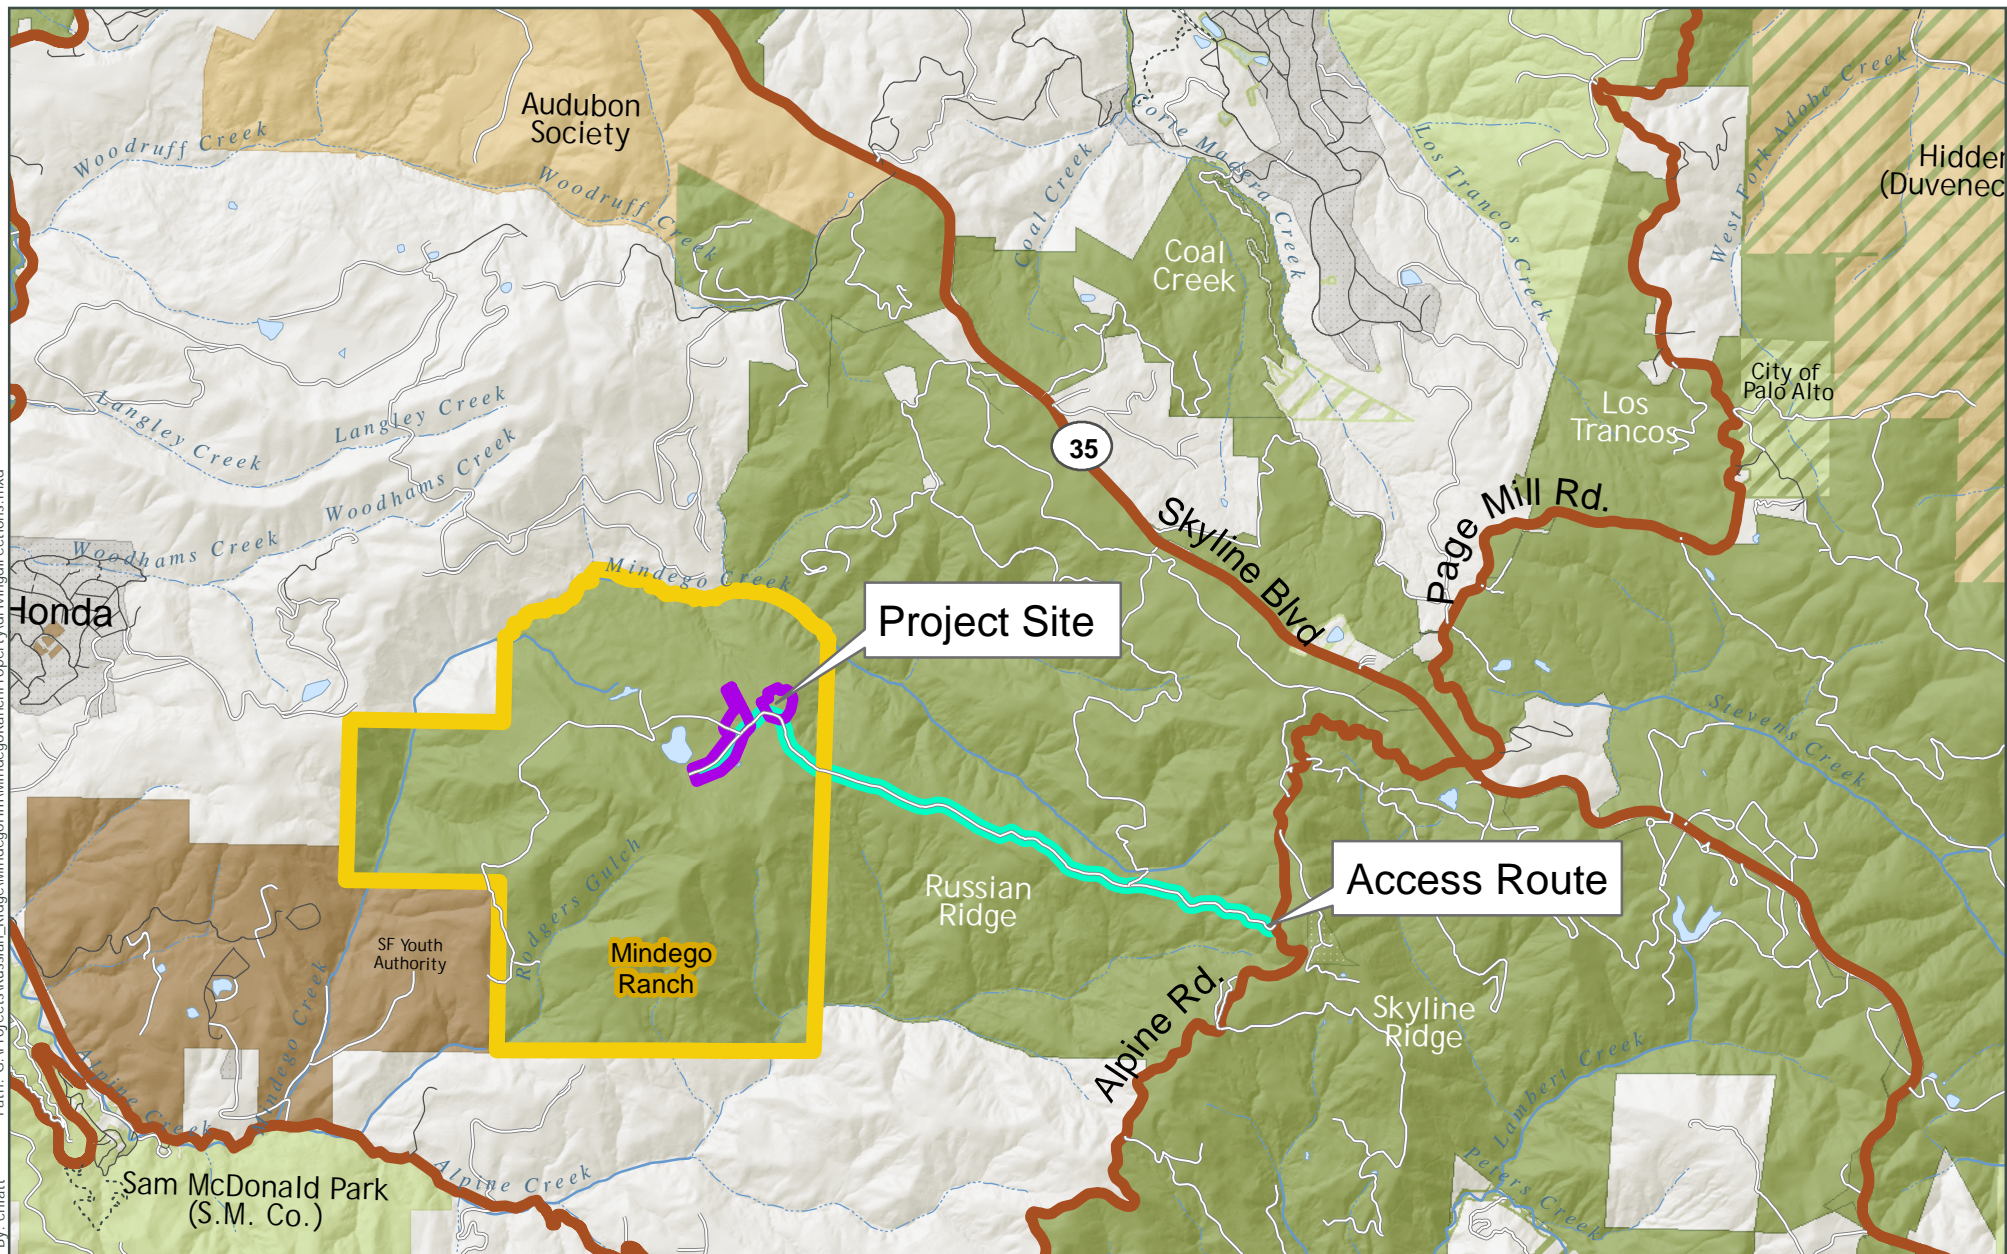 Audubon
Society
Woodruff Creek
Woodruff Creek
Coal Creek
Corte Madera Creek
Los Trancos Creek
West Fork Adobe Creek
Hidden
(Duvenec
Coal
Creek
City of
Palo Alto
Los
Trancos
Langley Creek
Langley Creek
Woodhams Creek
Woodhams Creek
35
Skyline Blvd
Page Mill Rd.
Honda
Mindego Creek
Project Site
Stevens Creek
Access Route
Russian
Ridge
Rodgers Gulch
Mindego
Ranch
SF Youth
Authority
Mindego Creek
Alpine Rd.
Skyline
Ridge
Lambert Creek
Peters Creek
Alpine Creek
Alpine Creek
Sam McDonald Park
(S.M. Co.)